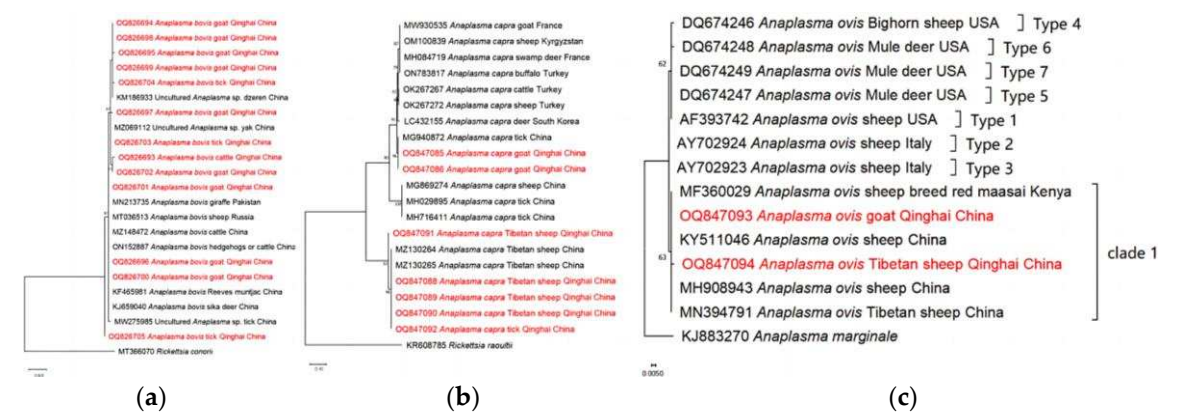 OQ826694 Anaplasma bovis goat Qinghai China
OQ826698 Anaplasma bovis goat Qinghai China
OQ826695 Anaplasma bovis goat Qinghai China
OQ826699 Anaplasma bovis goat Qinghai China
OQ826704 Anaplasma bovis tick Qinghai China
KM186933 Uncultured Anaplasma sp. dzeren China
OQ826697 Anaplasma bovis goat Qinghai China
MZ069112 Uncultured Anaplasma sp. yak China
OQ826703 Anaplasma bovis tick Qinghai China
OQ826693 Anaplasma bovis cattle Qinghai China
OQ826702 Anaplasma bovis goat Qinghai China
OQ826701 Anaplasma bovis goat Qinghai China
MN213735 Anaplasma bovis giraffe Pakistan
MT036513 Anaplasma bovis sheep Russia
MZ148472 Anaplasma bovis cattle China
ON152887 Anaplasma bovis hedgehogs or cattle China
OQ826696 Anaplasma bovis goat Qinghai China
OQ826700 Anaplasma bovis goat Qinghai China
KF465981 Anaplasma bovis Reeves muntjac China
KJ659040 Anaplasma bovis sika deer China
MW275985 Uncultured Anaplasma sp. tick China
OQ826705 Anaplasma bovis tick Qinghai China
MT366070 Rickettsia conorii
(a)
MW930535 Anaplasma capra goat France
OM100839 Anaplasma capra sheep Kyrgyzstan
MH084719 Anaplasma capra swamp deer France
ON783817 Anaplasma capra buffalo Turkey
OK267267 Anaplasma capra cattle Turkey
OK267272 Anaplasma capra sheep Turkey
LC432155 Anaplasma capra deer South Korea
MG940872 Anaplasma capra tick China
OQ847085 Anaplasma capra goat Qinghai China
OQ847086 Anaplasma capra goat Qinghai China
MG869274 Anaplasma capra sheep China
MH029895 Anaplasma capra tick China
MH716411 Anaplasma capra tick China
OQ847091 Anaplasma capra Tibetan sheep Qinghai China
MZ130264 Anaplasma capra Tibetan sheep China
MZ130265 Anaplasma capra Tibetan sheep China
OQ847088 Anaplasma capra Tibetan sheep Qinghai China
OQ847089 Anaplasma capra Tibetan sheep Qinghai China
OQ847090 Anaplasma capra Tibetan sheep Qinghai China
OQ847092 Anaplasma capra tick Qinghai China
KR608785 Rickettsia raoultii
(b)
DQ674246 Anaplasma ovis Bighorn sheep USA ] Type 4
62
DQ674248 Anaplasma ovis Mule deer USA ] Type 6
DQ674249 Anaplasma ovis Mule deer USA ] Type 7
DQ674247 Anaplasma ovis Mule deer USA ] Type 5
AF393742 Anaplasma ovis sheep USA ] Type 1
AY702924 Anaplasma ovis sheep Italy ] Type 2
AY702923 Anaplasma ovis sheep Italy ] Type 3
MF360029 Anaplasma ovis sheep breed red maasai Kenya
OQ847093 Anaplasma ovis goat Qinghai China
KY511046 Anaplasma ovis sheep China
clade 1
63
OQ847094 Anaplasma ovis Tibetan sheep Qinghai China
MH908943 Anaplasma ovis sheep China
MN394791 Anaplasma ovis Tibetan sheep China
KJ883270 Anaplasma marginale
0.0050
(c)